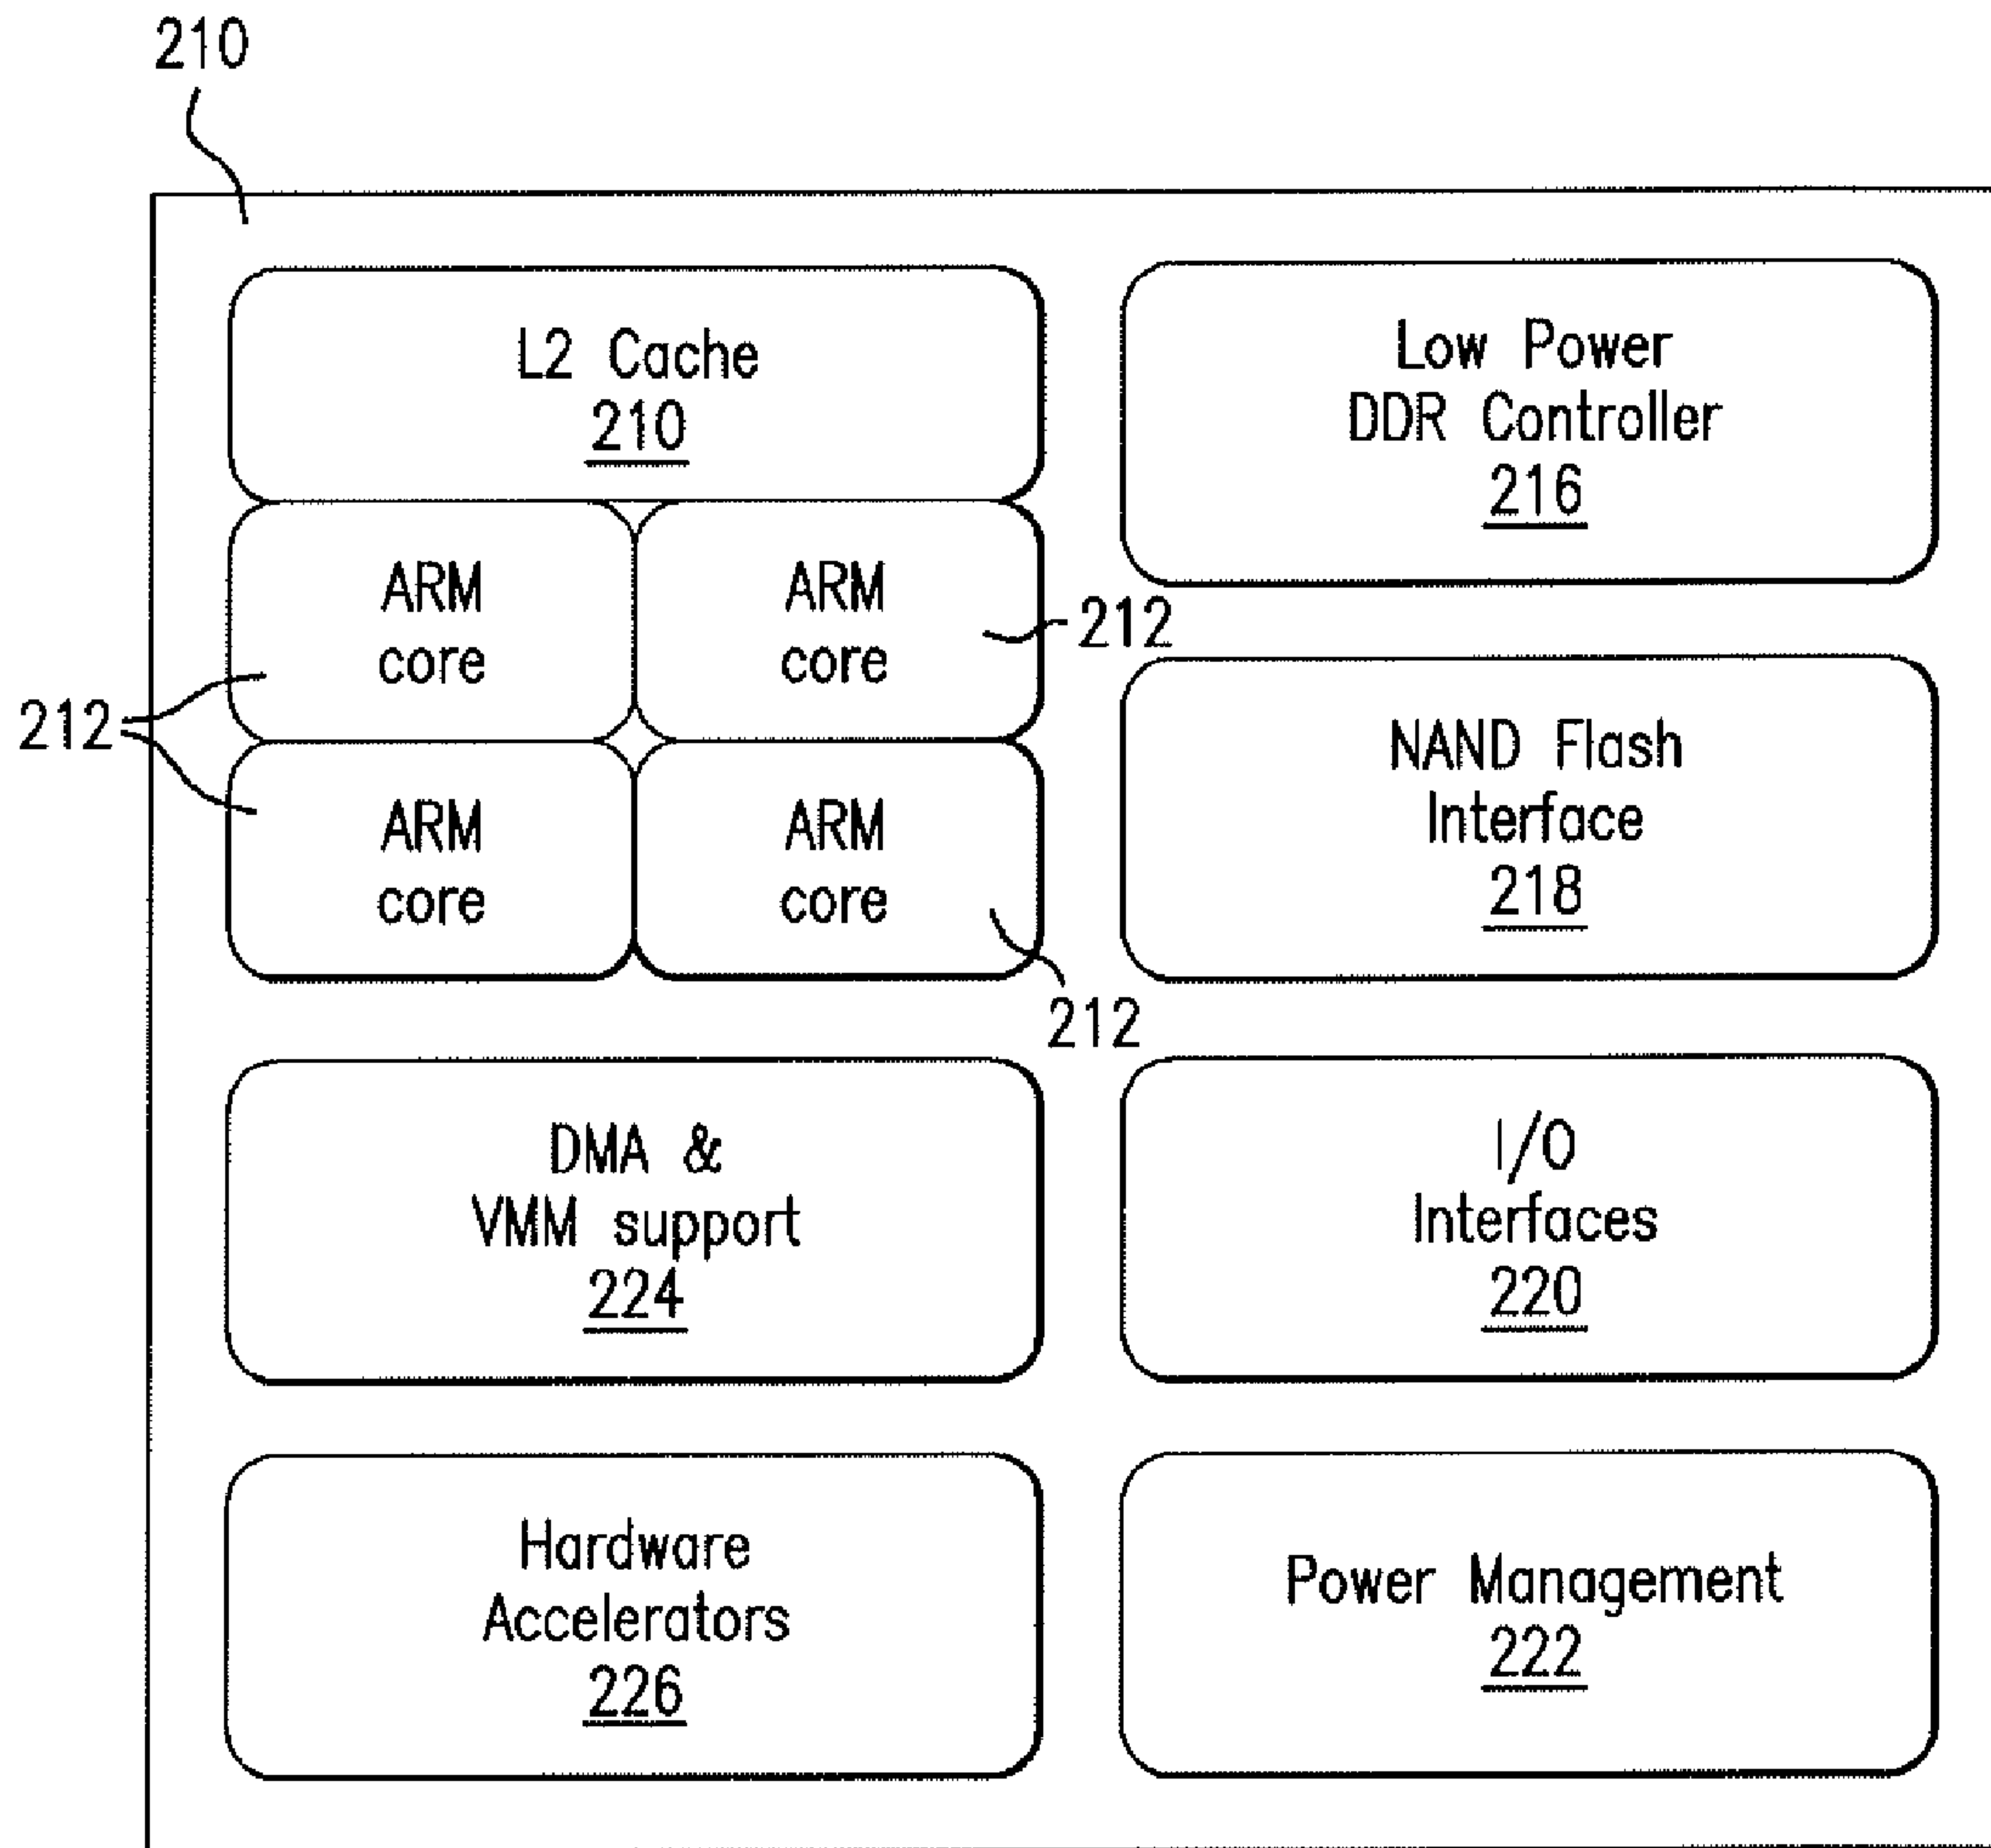 210
L2 Cache
210
Low Power
DDR Controller
216
ARM
core
ARM
core
212
212
NAND Flash
Interface
218
ARM
core
ARM
core
212
DMA &
VMM support
224
I/O
Interfaces
220
Hardware
Accelerators
226
Power Management
222